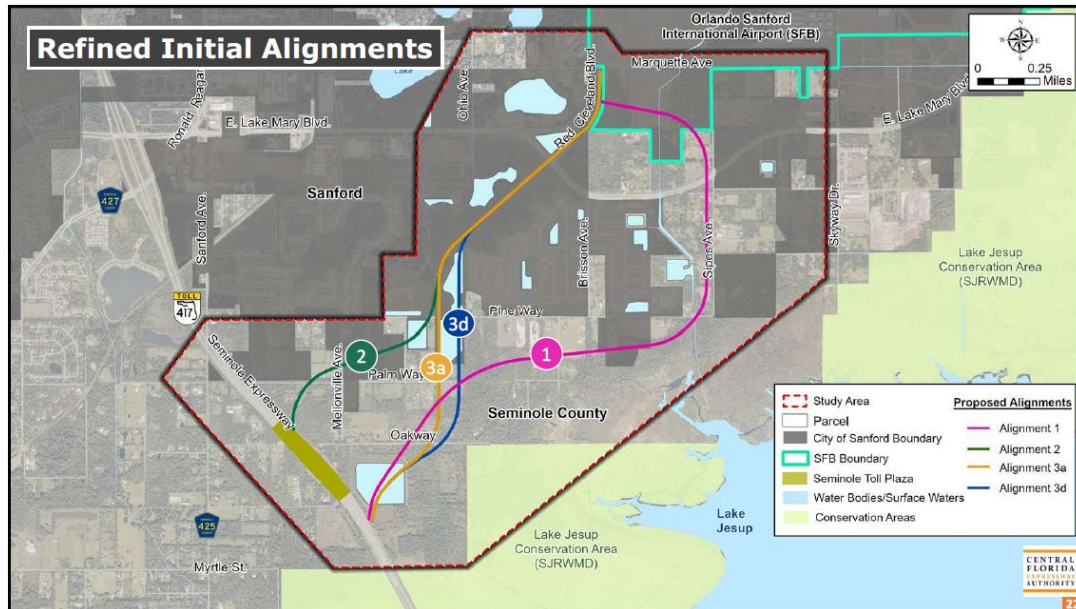 Refined Initial Alignments
Orlando Sanford
International Airport (SFB)
N
W
E
S
0
0.25
Miles
Marquette Ave
Lake
Ohio Ave.
Red Cleveland Blvd.
Ronald Reagan
E. Lake Mary Blvd.
E. Lake Mary Blvd.
Sanford
427
Sanford Ave.
Brisson Ave.
Sipes Ave.
Skyway Dr.
Lake Jesup
Conservation Area
(SJRWMD)
TOLL
417
Pine Way
3d
2
1
3a
Mellonville Ave.
Palm Way
Seminole Expressway
Seminole County
Oakway
Study Area
Parcel
City of Sanford Boundary
SFB Boundary
Seminole Toll Plaza
Water Bodies/Surface Waters
Conservation Areas
Proposed Alignments
Alignment 1
Alignment 2
Alignment 3a
Alignment 3d
425
Lake
Jesup
Lake Jesup
Conservation Area
(SJRWMD)
Myrtle St.
CENTRAL
FLORIDA
EXPRESSWAY
AUTHORITY